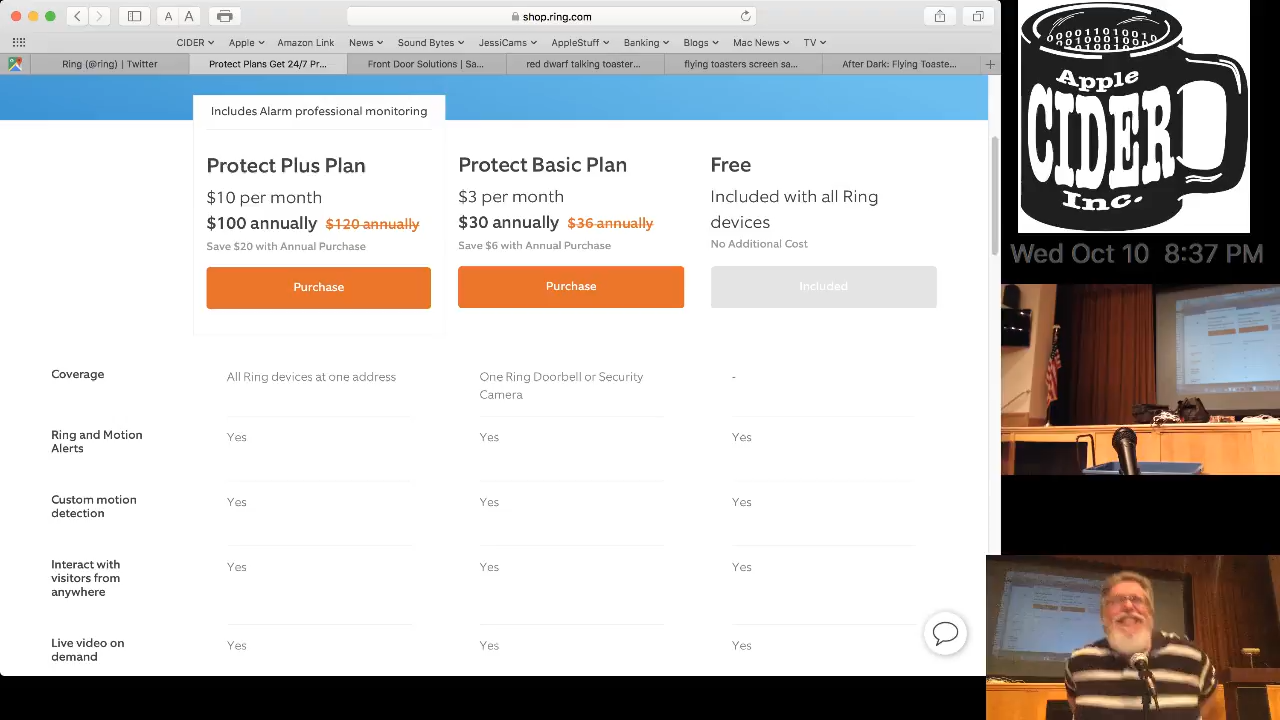 shop.ring.com
CIDER Apple Amazon Link News Sound Bytes JessiCams AppleStuff Banking Blogs Mac News TV
Ring (@ring) | Twitter
Protect Plans Get 24/7 Pr...
Front Door Solutions | Sa...
red dwarf talking toaster...
flying toasters screen sa...
After Dark: Flying Toaste...
Includes Alarm professional monitoring
Protect Plus Plan
$10 per month
$100 annually $120 annually
Save $20 with Annual Purchase
Purchase
Protect Basic Plan
$3 per month
$30 annually $36 annually
Save $6 with Annual Purchase
Purchase
Free
Included with all Ring
devices
No Additional Cost
Included
Coverage
All Ring devices at one address
One Ring Doorbell or Security
Camera
-
Ring and Motion
Alerts
Yes Yes Yes
Custom motion
detection
Yes Yes Yes
Interact with
visitors from
anywhere
Yes Yes Yes
Live video on
demand
Yes Yes Yes
Apple
CIDER
Inc.
Wed Oct 10 8:37 PM